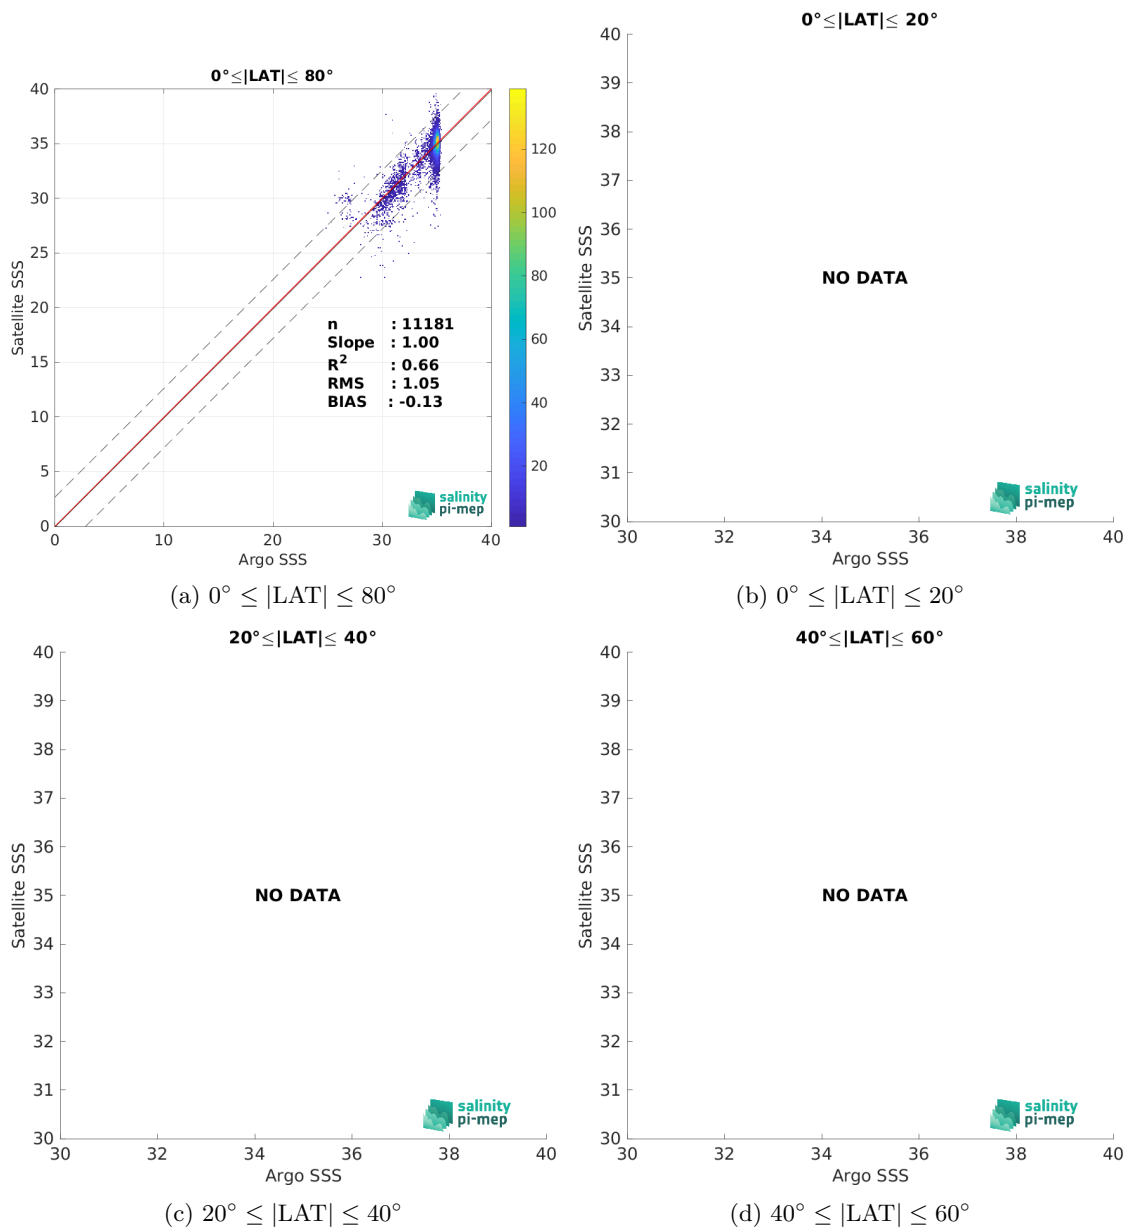 0°≤|LAT|≤ 80°
40
35
30
25
20
15
10
5
0
0
10
20
30
40
Satellite SSS
Argo SSS
120
100
80
60
40
20
n : 11181
Slope : 1.00
R² : 0.66
RMS : 1.05
BIAS : -0.13
salinity
pi-mep
(a) 0° ≤ |LAT| ≤ 80°
0°≤|LAT|≤ 20°
40
39
38
37
36
35
34
33
32
31
30
30
32
34
36
38
40
Satellite SSS
Argo SSS
NO DATA
salinity
pi-mep
(b) 0° ≤ |LAT| ≤ 20°
20°≤|LAT|≤ 40°
40
39
38
37
36
35
34
33
32
31
30
30
32
34
36
38
40
Satellite SSS
Argo SSS
NO DATA
salinity
pi-mep
(c) 20° ≤ |LAT| ≤ 40°
40°≤|LAT|≤ 60°
40
39
38
37
36
35
34
33
32
31
30
30
32
34
36
38
40
Satellite SSS
Argo SSS
NO DATA
salinity
pi-mep
(d) 40° ≤ |LAT| ≤ 60°